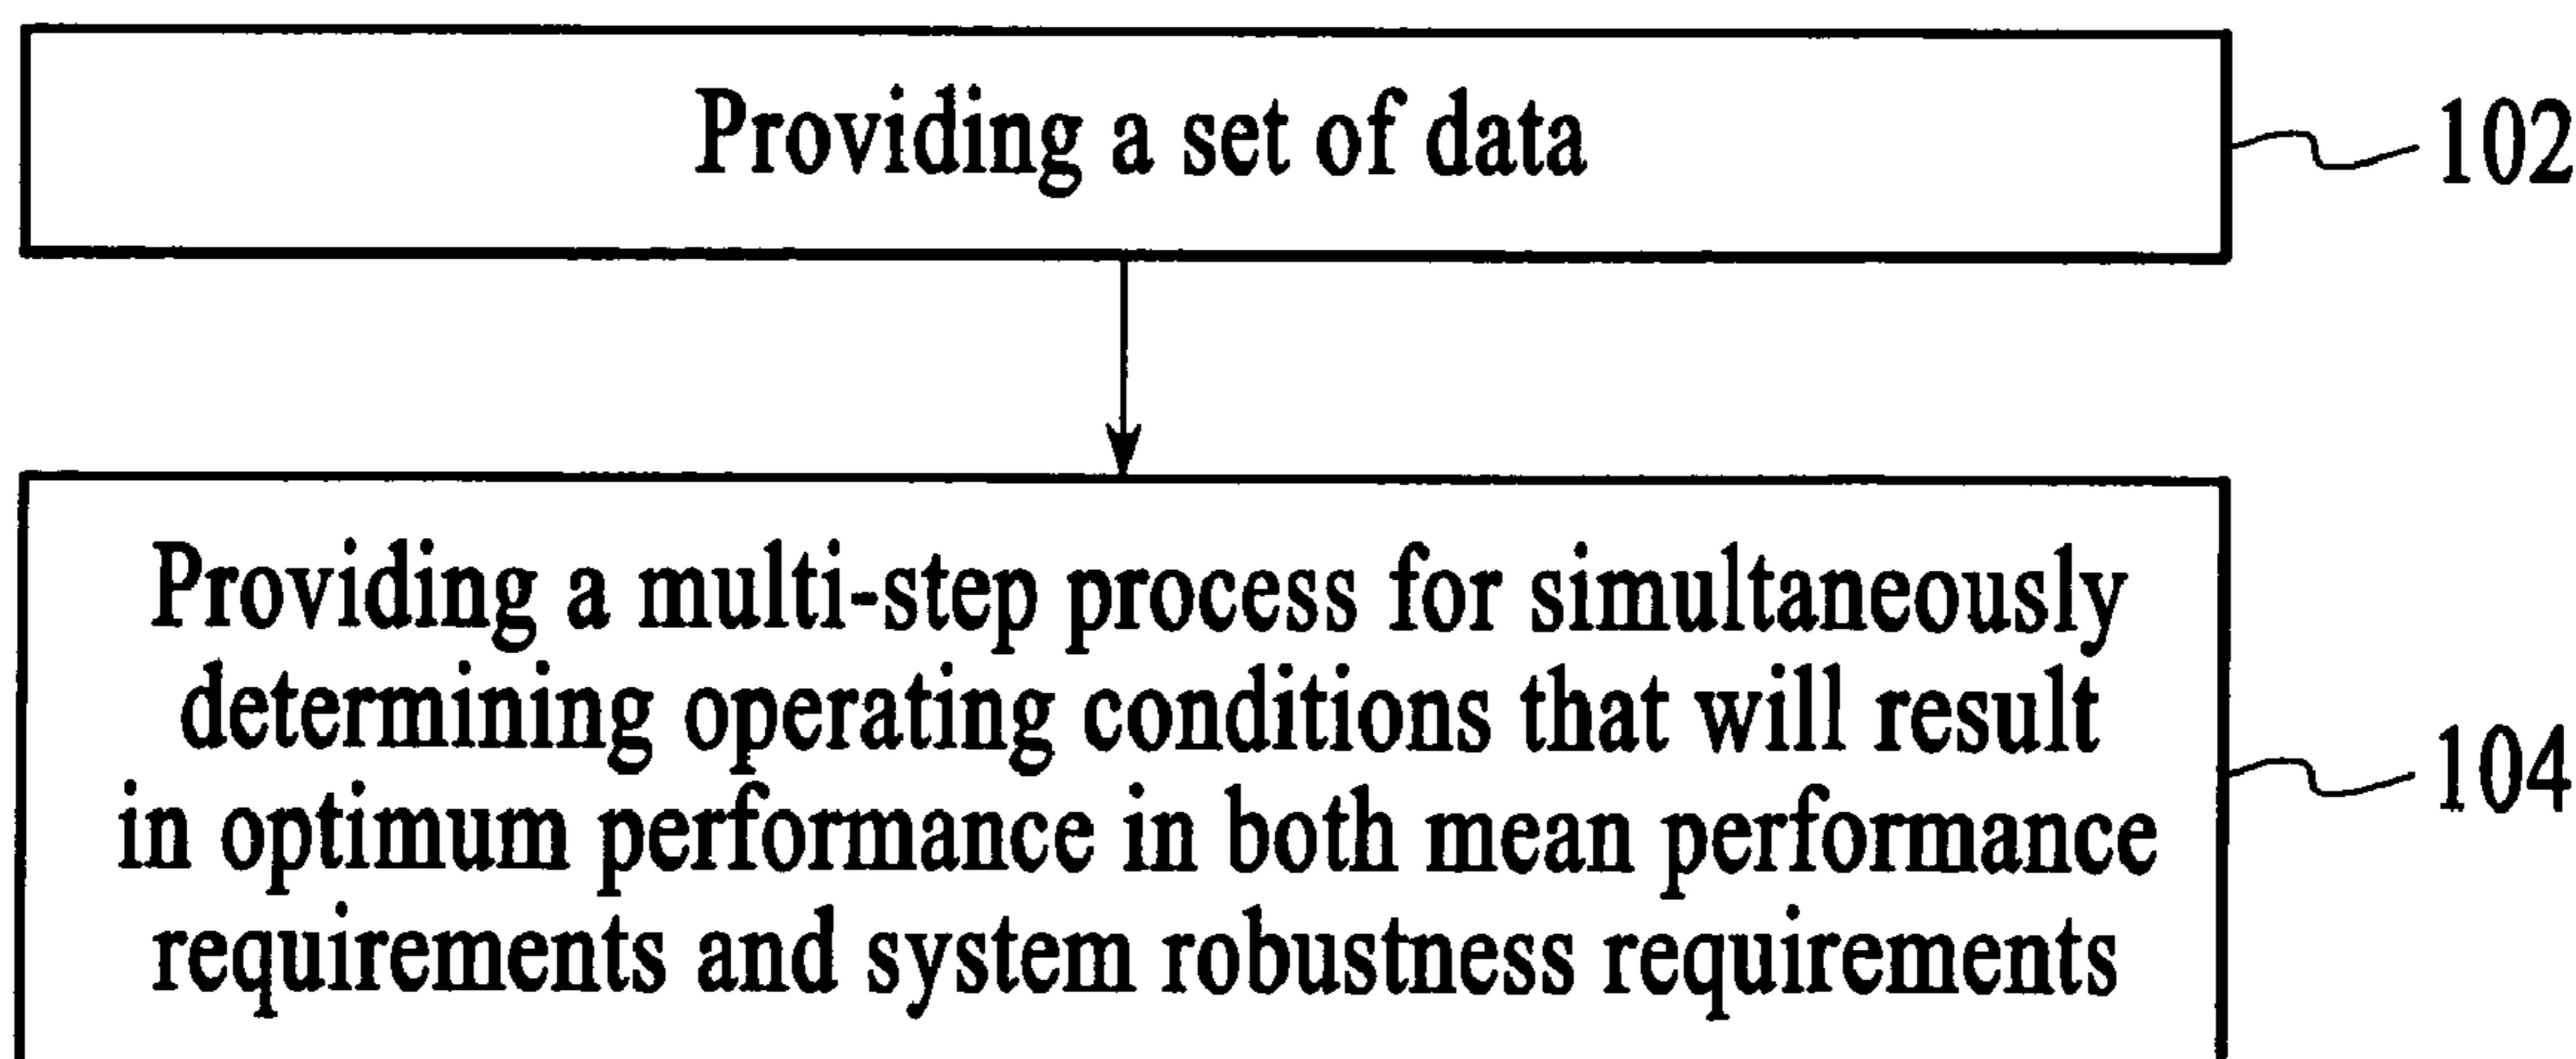 Providing a set of data
102
Providing a multi-step process for simultaneously
determining operating conditions that will result
in optimum performance in both mean performance
requirements and system robustness requirements
104